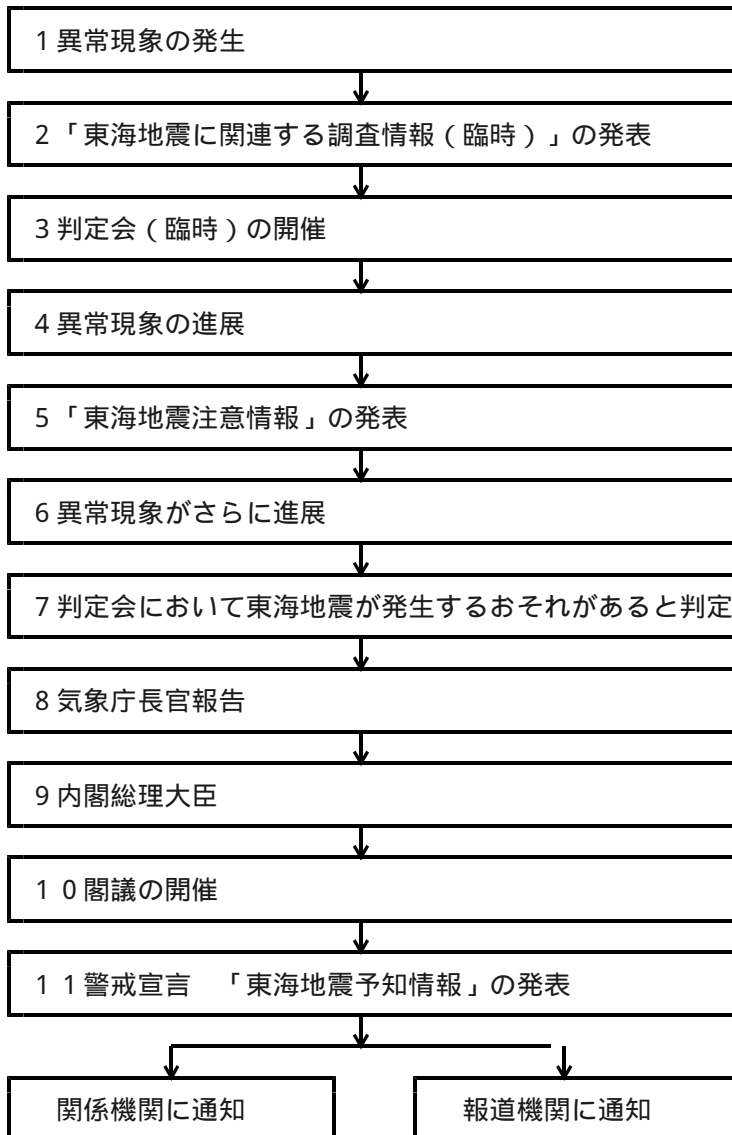 1異常現象の発生
2「東海地震に関連する調査情報(臨時)」の発表
3判定会(臨時)の開催
4異常現象の進展
5「東海地震注意情報」の発表
6異常現象がさらに進展
7判定会において東海地震が発生するおそれがあると判定
8気象庁長官報告
9内閣総理大臣
10閣議の開催
11警戒宣言 「東海地震予知情報」の発表
関係機関に通知
報道機関に通知